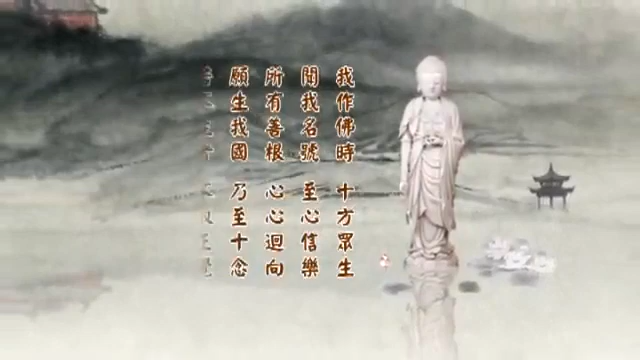 我作佛時 十方眾生
聞我名號 至心信樂
所有善根 心心迴向
願生我國 乃至十念